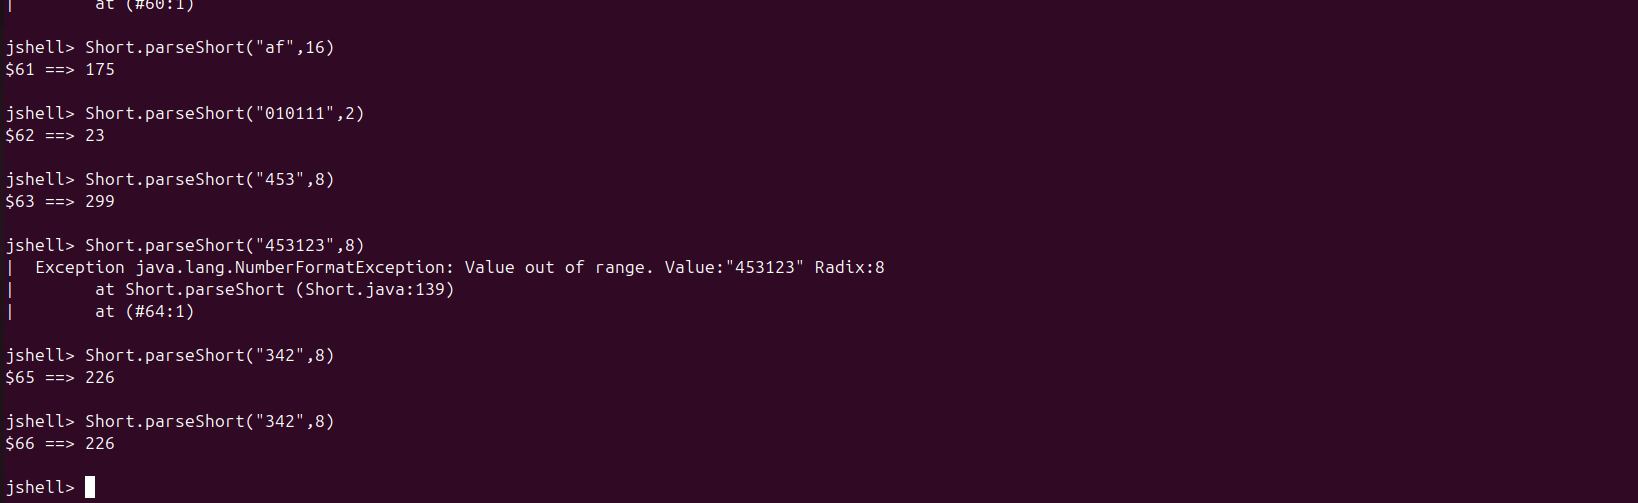 |        at (#60:1)
jshell> Short.parseShort("af",16)
$61 ==> 175
jshell> Short.parseShort("010111",2)
$62 ==> 23
jshell> Short.parseShort("453",8)
$63 ==> 299
jshell> Short.parseShort("453123",8)
|  Exception java.lang.NumberFormatException: Value out of range. Value:"453123" Radix:8
|        at Short.parseShort (Short.java:139)
|        at (#64:1)
jshell> Short.parseShort("342",8)
$65 ==> 226
jshell> Short.parseShort("342",8)
$66 ==> 226
jshell>